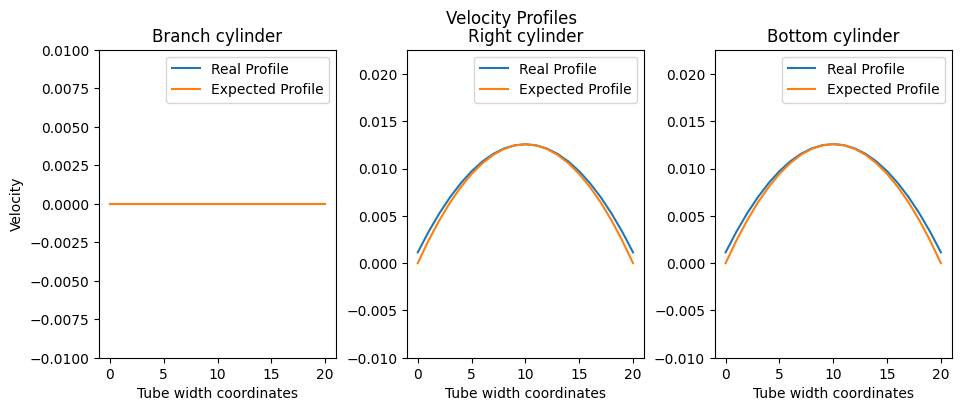 Velocity Profiles
Branch cylinder
Right cylinder
Bottom cylinder
Velocity
0.0100
0.0075
0.0050
0.0025
0.0000
−0.0025
−0.0050
−0.0075
−0.0100
Real Profile
Expected Profile
0 5 10 15 20
Tube width coordinates
0.020
0.015
0.010
0.005
0.000
−0.005
−0.010
Real Profile
Expected Profile
0 5 10 15 20
Tube width coordinates
0.020
0.015
0.010
0.005
0.000
−0.005
−0.010
Real Profile
Expected Profile
0 5 10 15 20
Tube width coordinates